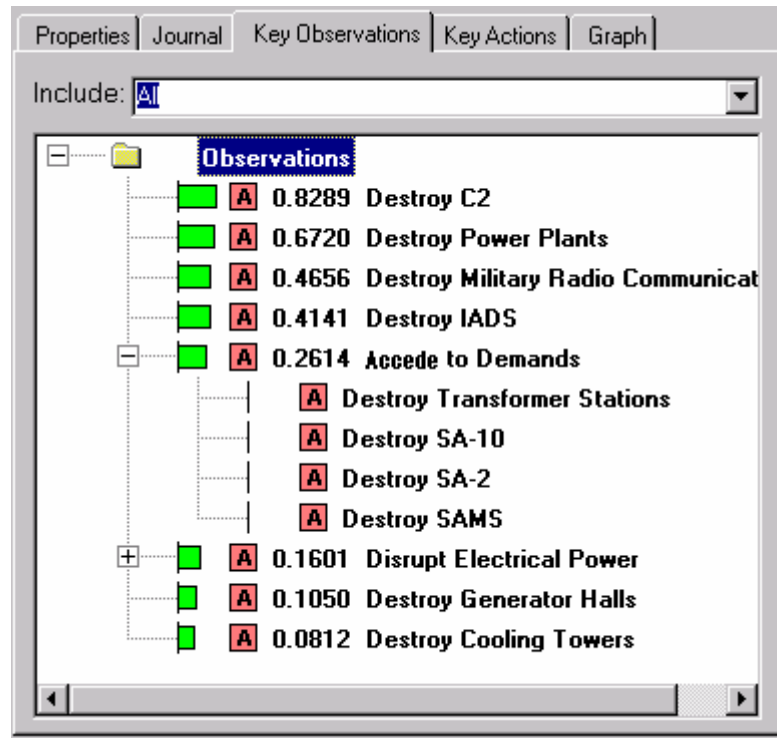 Properties Journal Key Observations Key Actions Graph
Include: All
Observations
A 0.8289 Destroy C2
A 0.6720 Destroy Power Plants
A 0.4656 Destroy Military Radio Communicat
A 0.4141 Destroy IADS
A 0.2614 Accede to Demands
A Destroy Transformer Stations
A Destroy SA-10
A Destroy SA-2
A Destroy SAMS
A 0.1601 Disrupt Electrical Power
A 0.1050 Destroy Generator Halls
A 0.0812 Destroy Cooling Towers